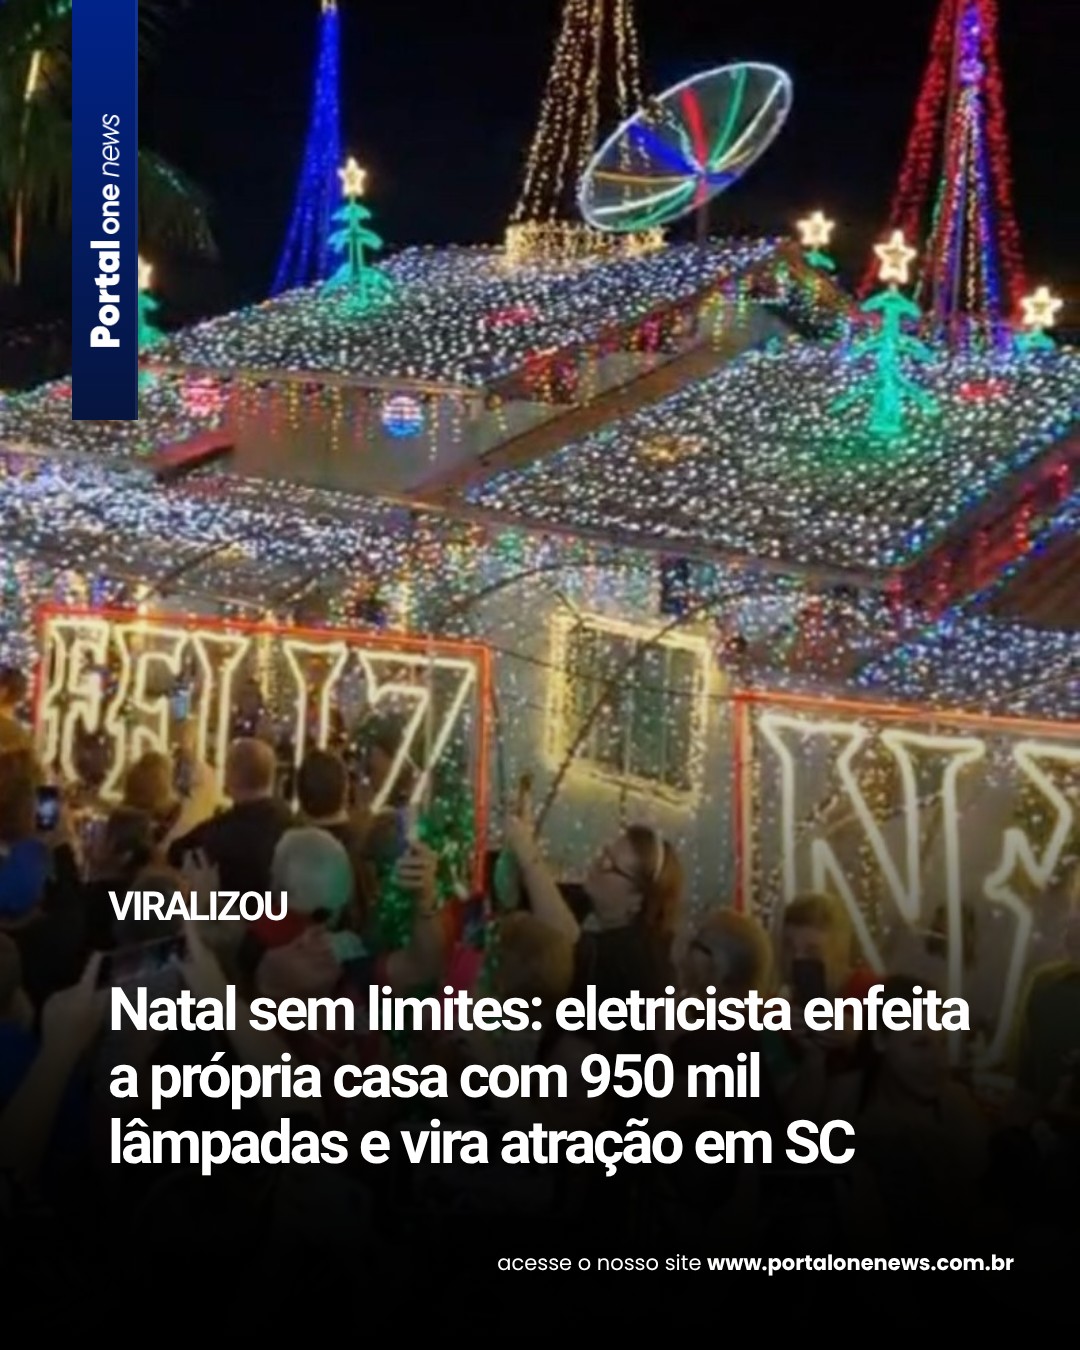 Portal one news
FELIZ
VIRALIZOU
Natal sem limites: eletricista enfeita
a própria casa com 950 mil
lâmpadas e vira atração em SC
acesse o nosso site www.portalonenews.com.br